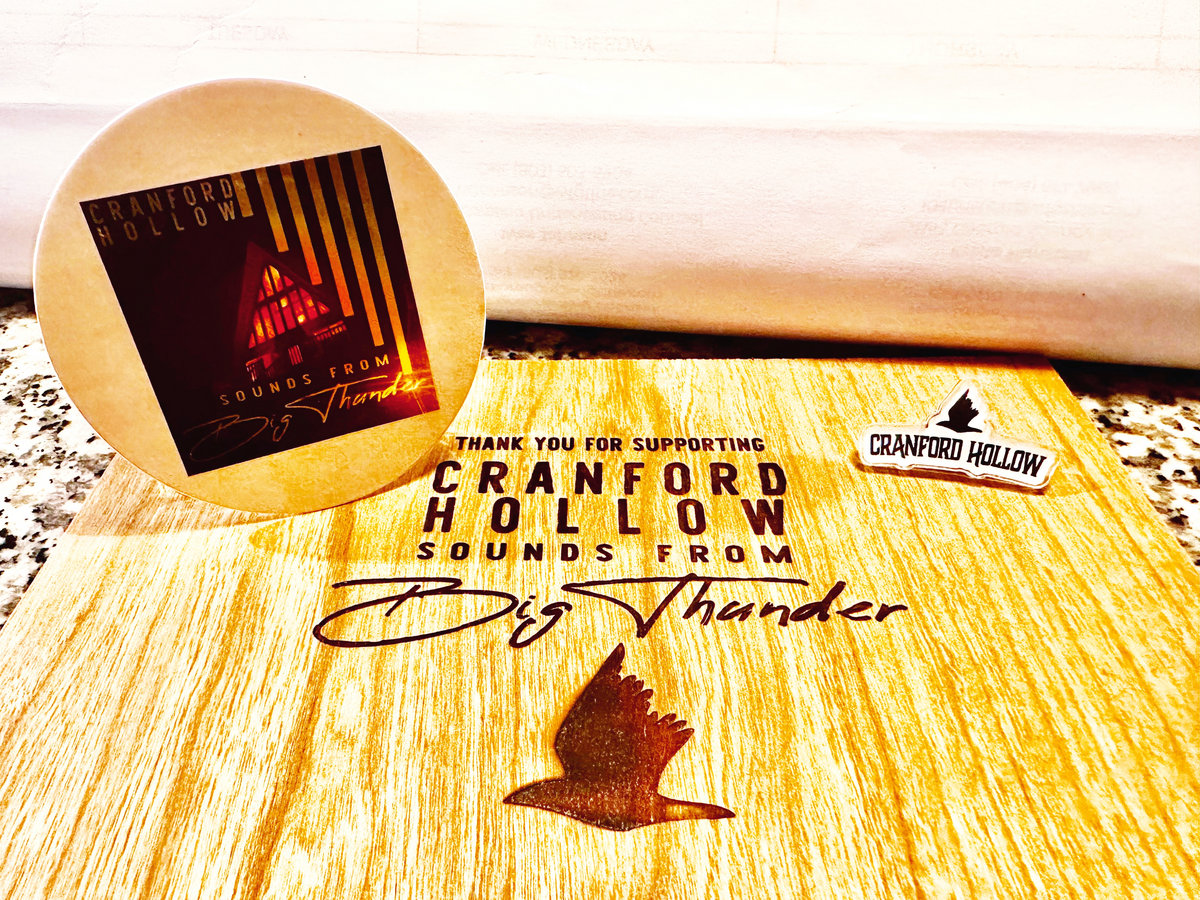 CRANFORD
HOLLOW
SOUNDS FROM
Big Thunder
THANK YOU FOR SUPPORTING
CRANFORD
HOLLOW
SOUNDS FROM
Big Thunder
CRANFORD HOLLOW